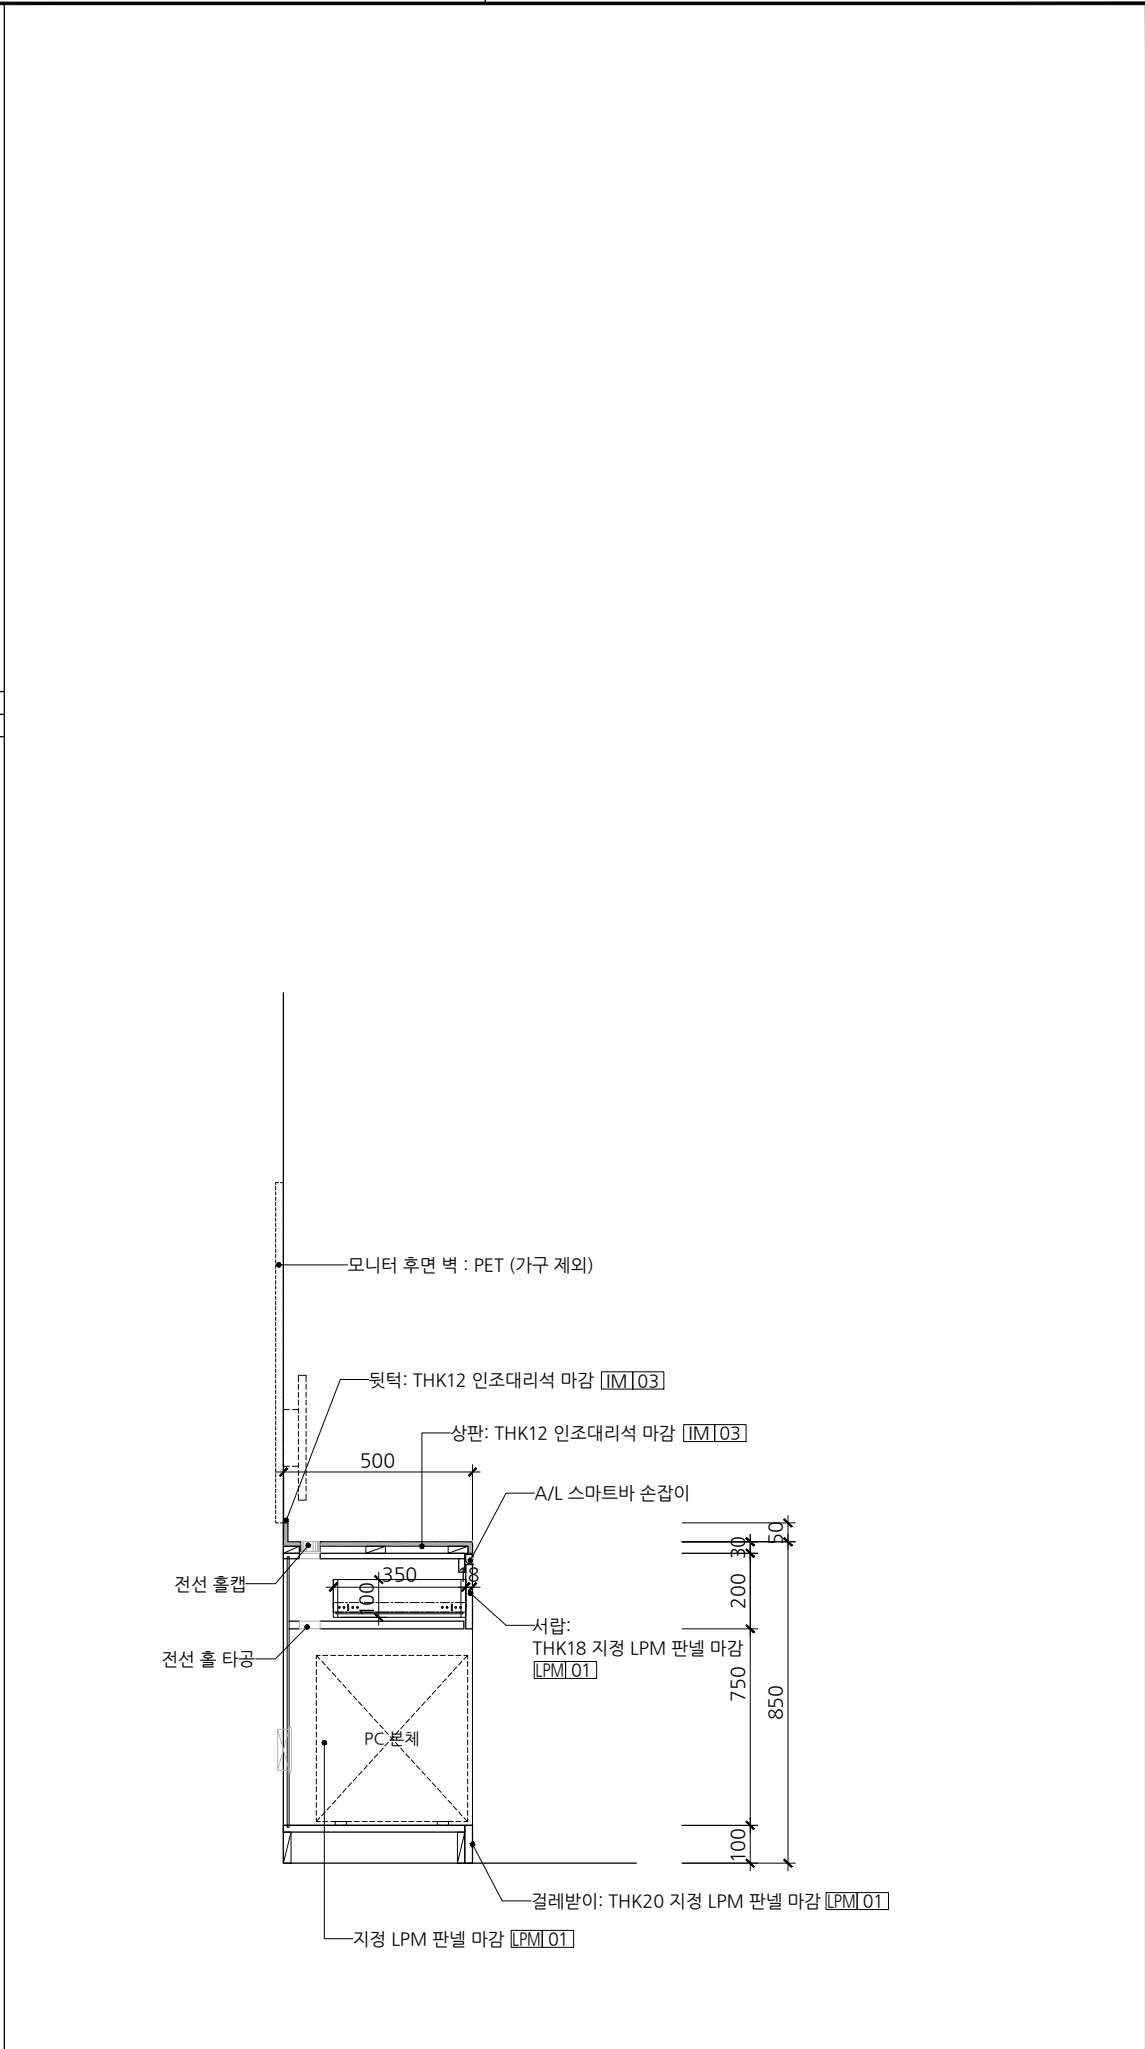 모니터 후면 벽 : PET (가구 제외)
뒷턱: THK12 인조대리석 마감 IM 03
상판: THK12 인조대리석 마감 IM 03
500
A/L 스마트바 손잡이
50
30
전선 홀캡
350
8
100
200
서랍:
THK18 지정 LPM 판넬 마감
LPM 01
전선 홀 타공
750
850
PC 본체
100
걸레받이: THK20 지정 LPM 판넬 마감 LPM 01
지정 LPM 판넬 마감 LPM 01